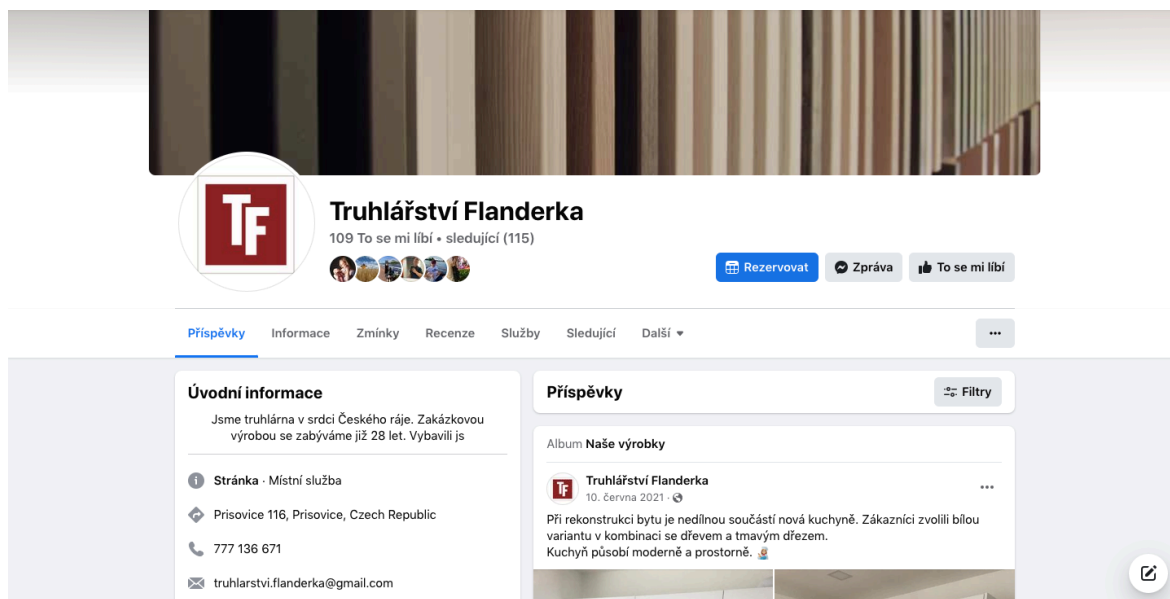 TF
Truhlářství Flanderka
109 To se mi líbí • sledující (115)
Rezervovat
Zpráva
To se mi líbí
Příspěvky
Informace
Zmínky
Recenze
Služby
Sledující
Další
Úvodní informace
Jsme truhlárna v srdci Českého ráje. Zakázkovou
výrobou se zabýváme již 28 let. Vybavili js
Stránka · Místní služba
Prisovice 116, Prisovice, Czech Republic
777 136 671
truhlarstvi.flanderka@gmail.com
Příspěvky
Filtry
Album Naše výrobky
TF
Truhlářství Flanderka
10. června 2021 ·
Při rekonstrukci bytu je nedílnou součástí nová kuchyně. Zákazníci zvolili bílou
variantu v kombinaci se dřevem a tmavým dřezem.
Kuchyň působí moderně a prostorně.